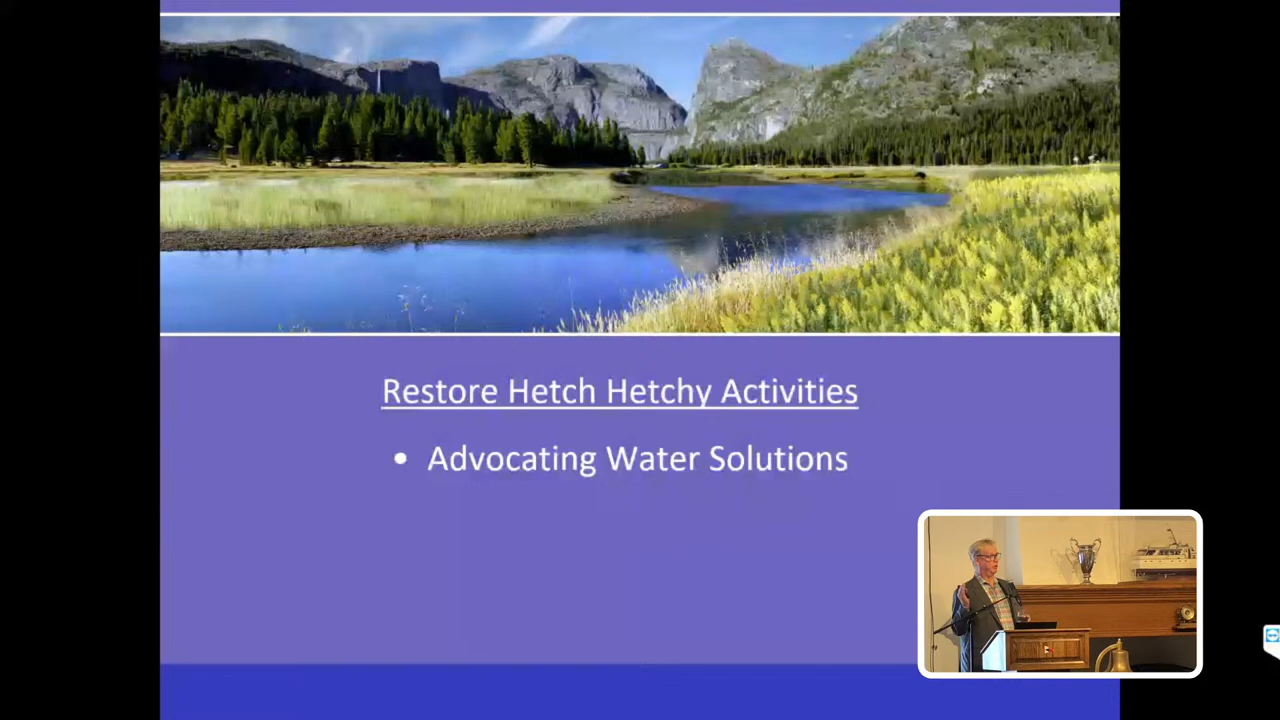 Restore Hetch Hetchy Activities
• Advocating Water Solutions